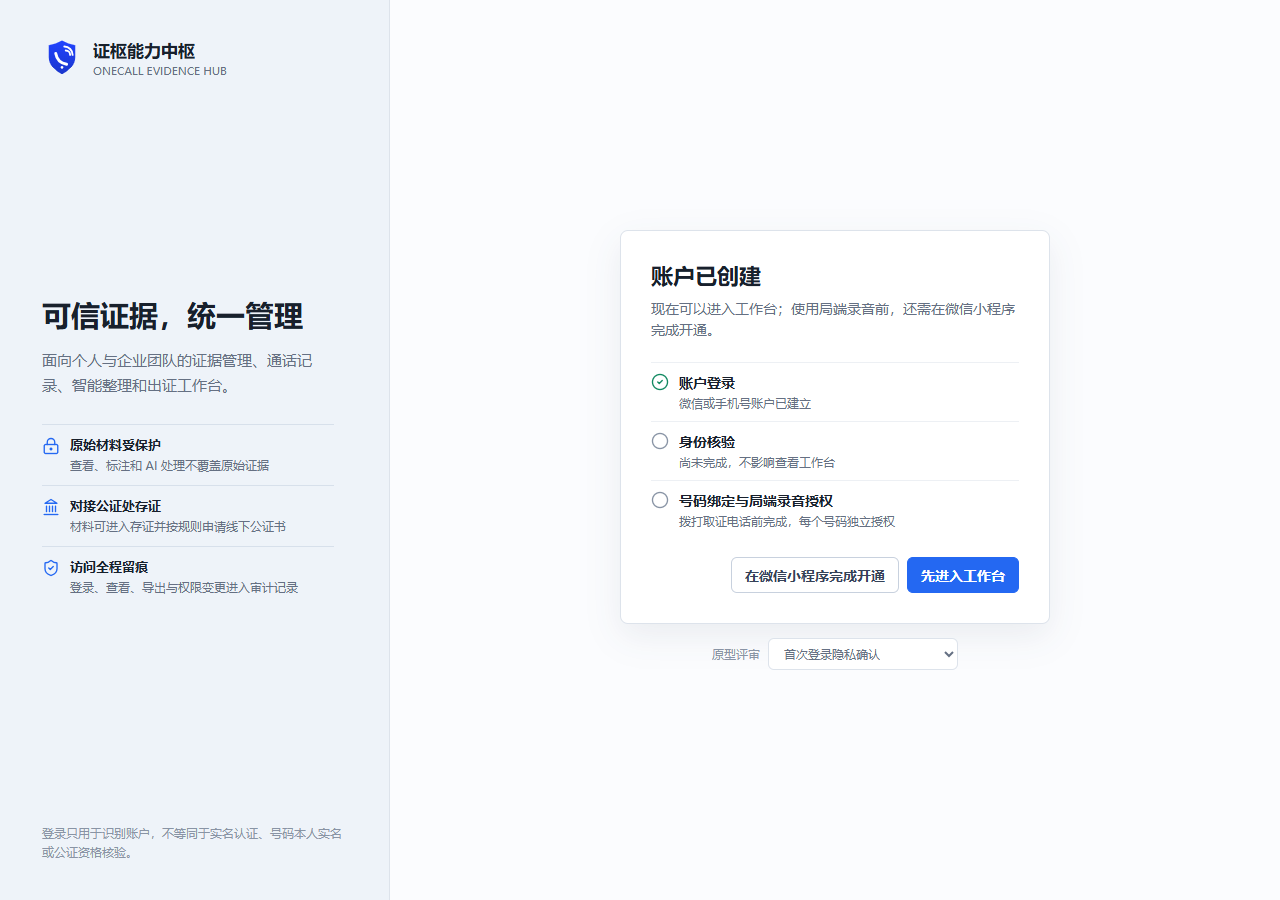 证枢能力中枢
ONECALL EVIDENCE HUB
可信证据，统一管理
面向个人与企业团队的证据管理、通话记
录、智能整理和出证工作台。
原始材料受保护
查看、标注和 AI 处理不覆盖原始证据
对接公证处存证
材料可进入存证并按规则申请线下公证书
访问全程留痕
登录、查看、导出与权限变更进入审计记录
登录只用于识别账户，不等同于实名认证、号码本人实名
或公证资格核验。
账户已创建
现在可以进入工作台；使用局端录音前，还需在微信小程序
完成开通。
账户登录
微信或手机号账户已建立
身份核验
尚未完成，不影响查看工作台
号码绑定与局端录音授权
拨打取证电话前完成，每个号码独立授权
在微信小程序完成开通
先进入工作台
原型评审
首次登录隐私确认